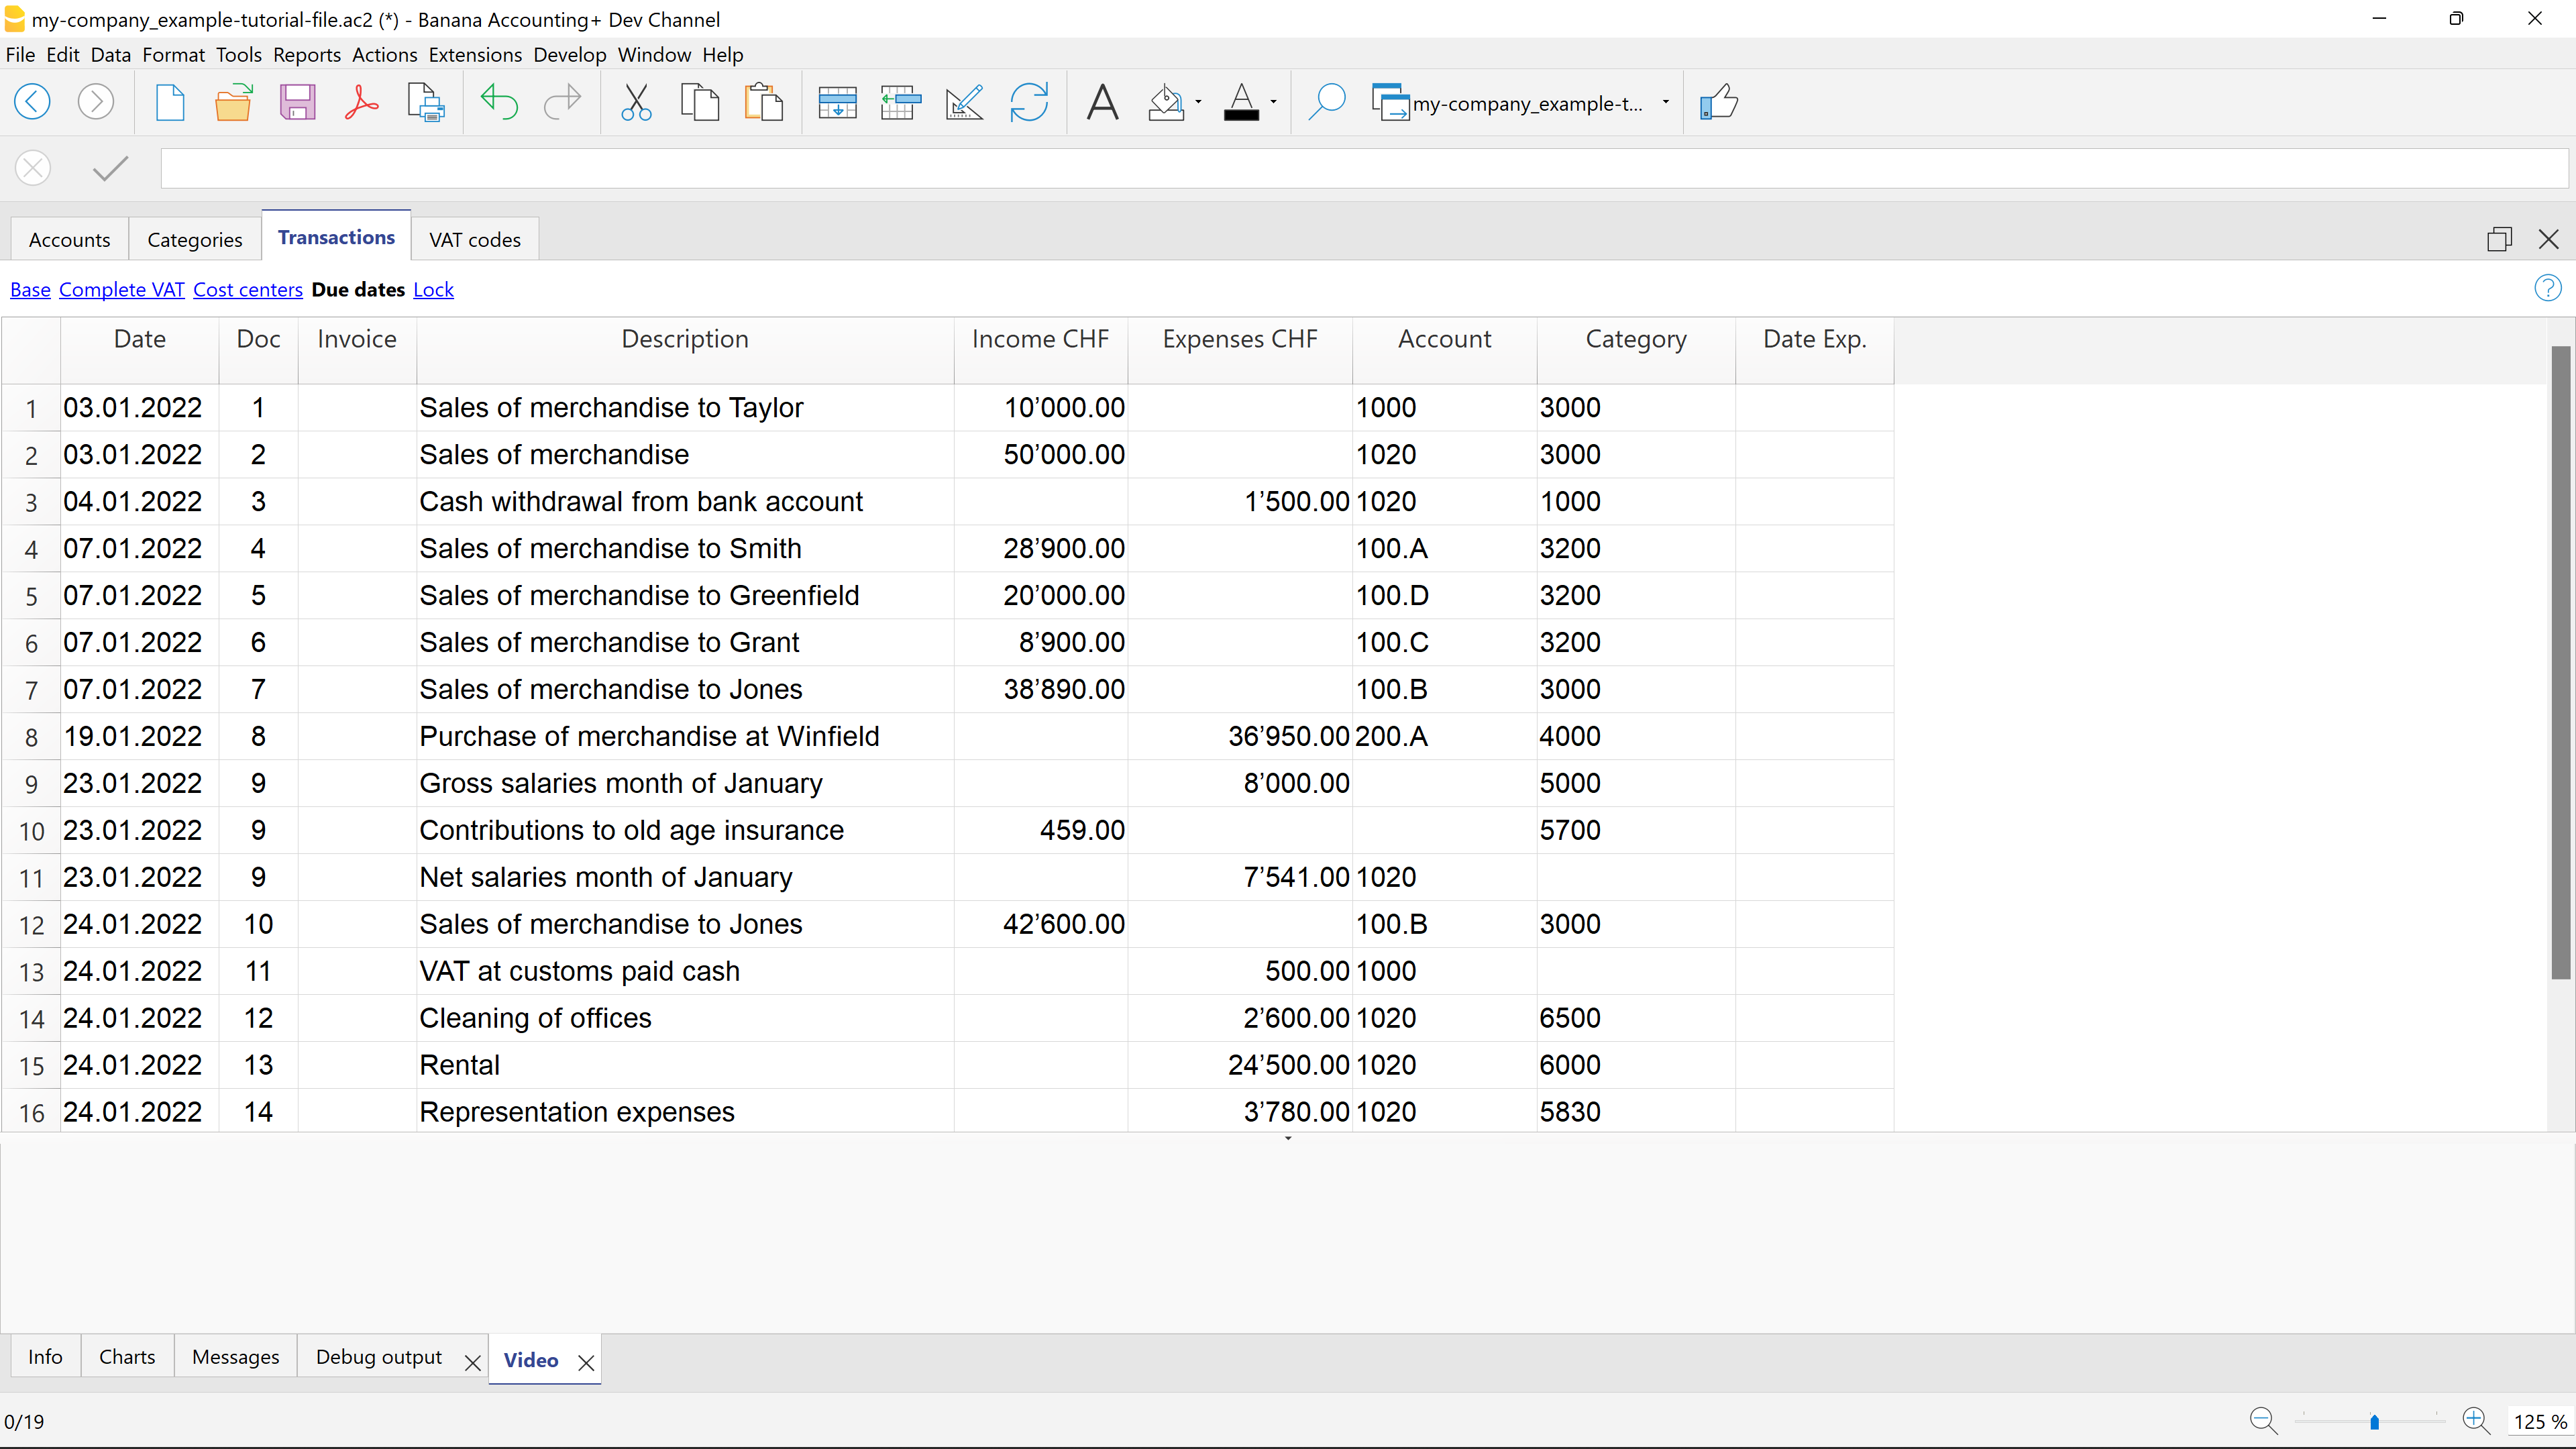 my-company_example-tutorial-file.ac2 (*) - Banana Accounting+ Dev Channel
File Edit Data Format Tools Reports Actions Extensions Develop Window Help
my-company_example-t...
Accounts Categories Transactions VAT codes
Base Complete VAT Cost centers Due dates Lock
Date Doc Invoice Description Income CHF Expenses CHF Account Category Date Exp.
1 03.01.2022 1 Sales of merchandise to Taylor 10’000.00 1000 3000
2 03.01.2022 2 Sales of merchandise 50’000.00 1020 3000
3 04.01.2022 3 Cash withdrawal from bank account 1’500.00 1020 1000
4 07.01.2022 4 Sales of merchandise to Smith 28’900.00 100.A 3200
5 07.01.2022 5 Sales of merchandise to Greenfield 20’000.00 100.D 3200
6 07.01.2022 6 Sales of merchandise to Grant 8’900.00 100.C 3200
7 07.01.2022 7 Sales of merchandise to Jones 38’890.00 100.B 3000
8 19.01.2022 8 Purchase of merchandise at Winfield 36’950.00 200.A 4000
9 23.01.2022 9 Gross salaries month of January 8’000.00 5000
10 23.01.2022 9 Contributions to old age insurance 459.00 5700
11 23.01.2022 9 Net salaries month of January 7’541.00 1020
12 24.01.2022 10 Sales of merchandise to Jones 42’600.00 100.B 3000
13 24.01.2022 11 VAT at customs paid cash 500.00 1000
14 24.01.2022 12 Cleaning of offices 2’600.00 1020 6500
15 24.01.2022 13 Rental 24’500.00 1020 6000
16 24.01.2022 14 Representation expenses 3’780.00 1020 5830
Info Charts Messages Debug output Video
0/19 125 %